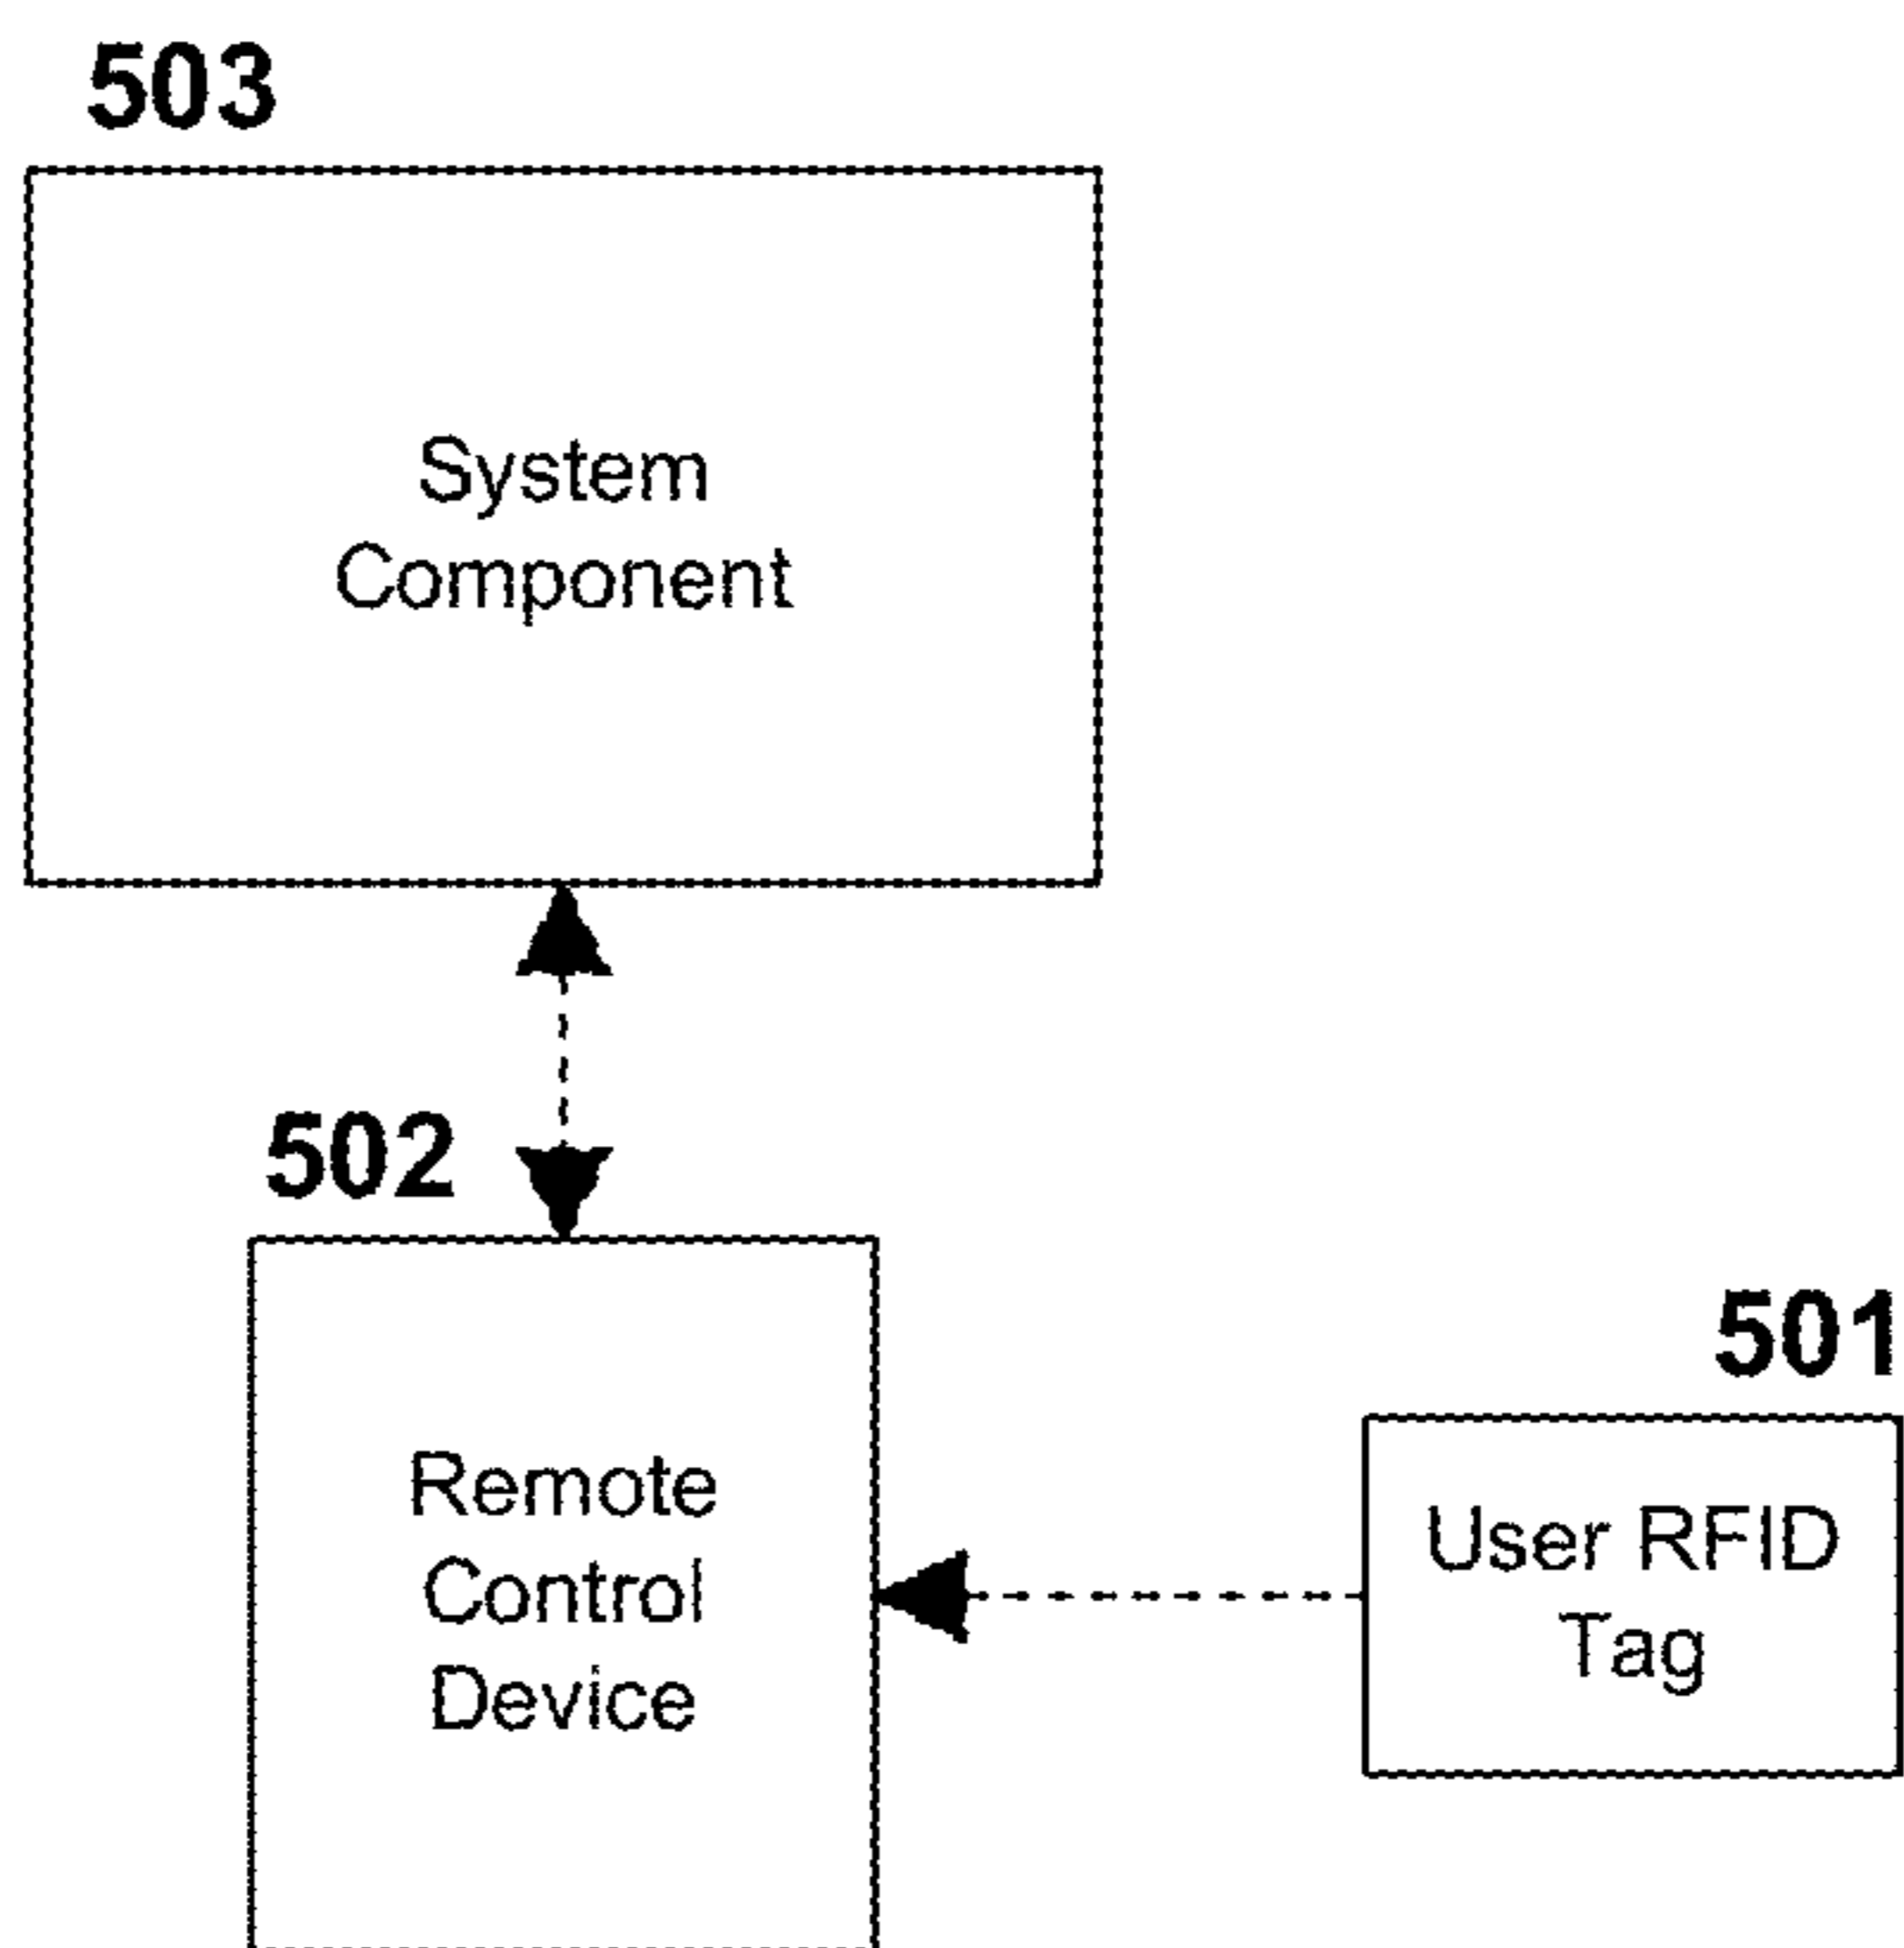 503
System
Component
502
Remote
Control
Device
501
User RFID
Tag